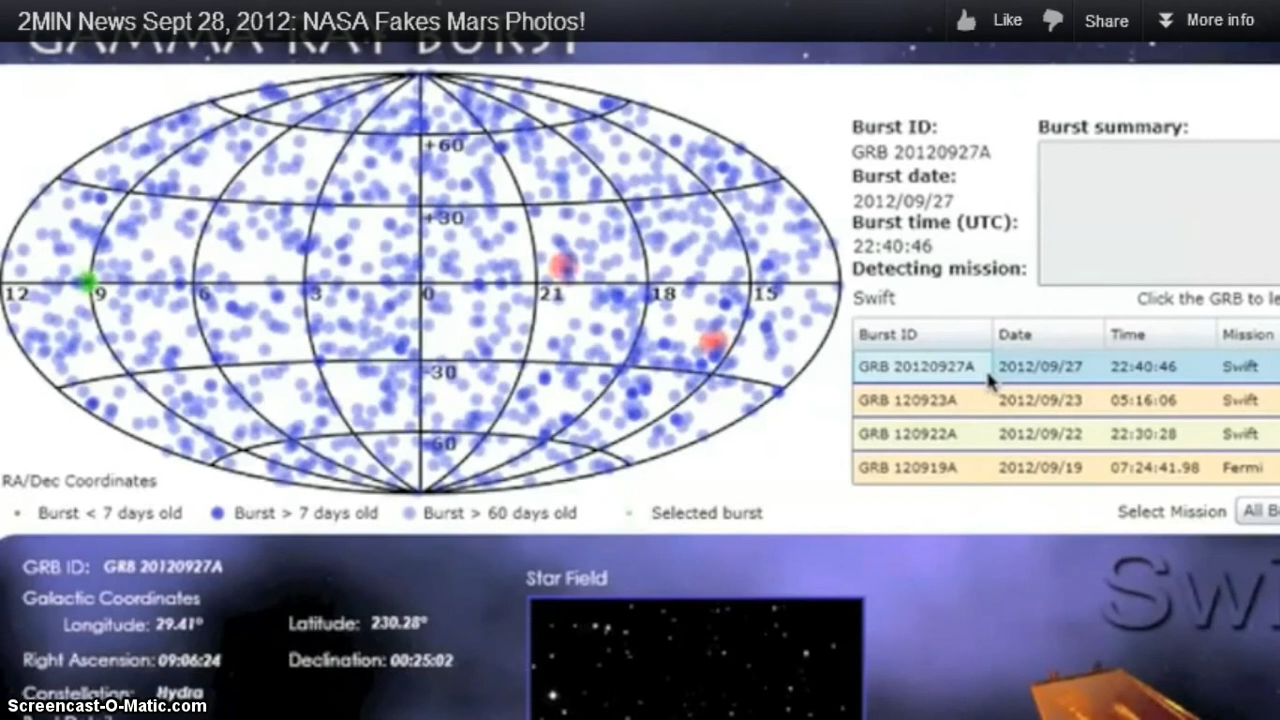 2MIN News Sept 28, 2012: NASA Fakes Mars Photos!
Like
Share
More info
GAMMA-RAY BURST
+60
+30
12 9 6 3 0 21 18 15
-30
-60
RA/Dec Coordinates
Burst < 7 days old
Burst > 7 days old
Burst > 60 days old
Selected burst
Burst ID:
GRB 20120927A
Burst date:
2012/09/27
Burst time (UTC):
22:40:46
Detecting mission:
Swift
Burst summary:
Click the GRB to le
Burst ID Date Time Mission
GRB 20120927A 2012/09/27 22:40:46 Swift
GRB 120923A 2012/09/23 05:16:06 Swift
GRB 120922A 2012/09/22 22:30:28 Swift
GRB 120919A 2012/09/19 07:24:41.98 Fermi
Select Mission All B
GRB ID: GRB 20120927A
Galactic Coordinates
Longitude: 29.41° Latitude: 230.28°
Right Ascension: 09:06:24 Declination: 00:25:02
Constellation: Hydra
Star Field
Sw
Screencast-O-Matic.com